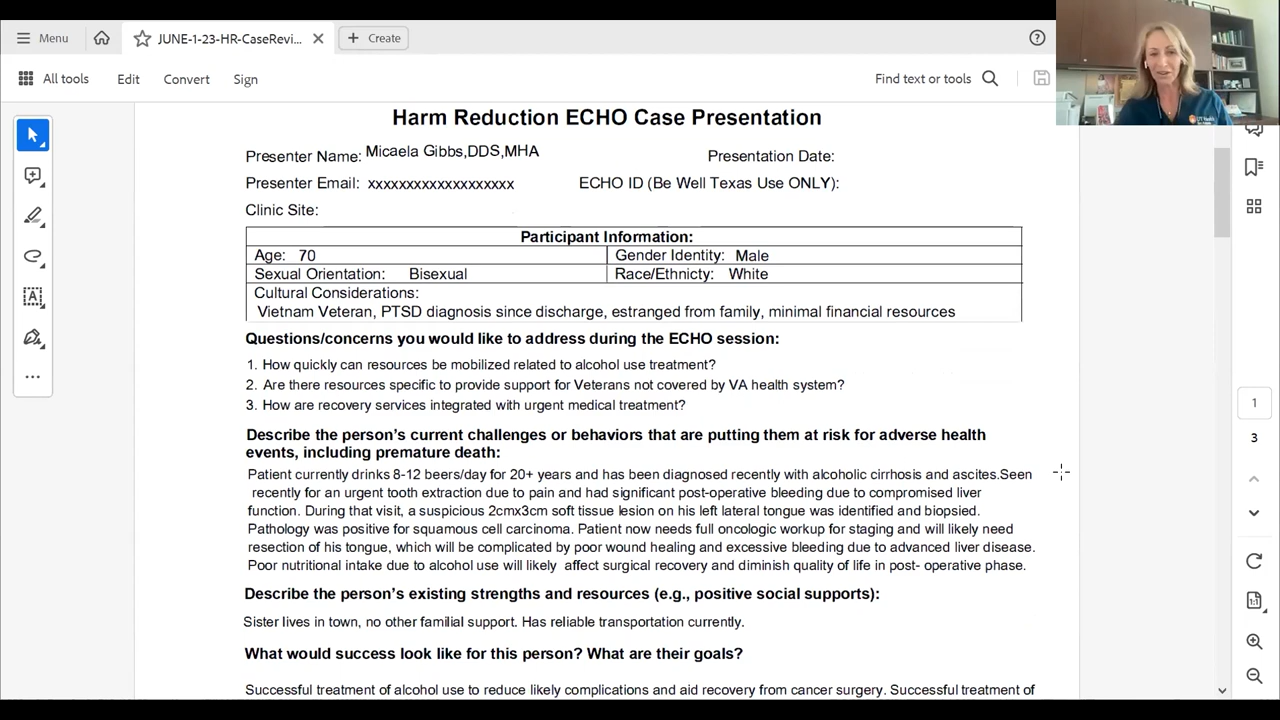 Menu
JUNE-1-23-HR-CaseRevi...
Create
All tools
Edit
Convert
Sign
Find text or tools
Harm Reduction ECHO Case Presentation
Presenter Name: Micaela Gibbs,DDS,MHA
Presentation Date:
Presenter Email: xxxxxxxxxxxxxxxxxxx
ECHO ID (Be Well Texas Use ONLY):
Clinic Site:
Participant Information:
Age: 70
Gender Identity: Male
Sexual Orientation: Bisexual
Race/Ethnicty: White
Cultural Considerations:
Vietnam Veteran, PTSD diagnosis since discharge, estranged from family, minimal financial resources
Questions/concerns you would like to address during the ECHO session:
1. How quickly can resources be mobilized related to alcohol use treatment?
2. Are there resources specific to provide support for Veterans not covered by VA health system?
3. How are recovery services integrated with urgent medical treatment?
Describe the person's current challenges or behaviors that are putting them at risk for adverse health
events, including premature death:
Patient currently drinks 8-12 beers/day for 20+ years and has been diagnosed recently with alcoholic cirrhosis and ascites.Seen
recently for an urgent tooth extraction due to pain and had significant post-operative bleeding due to compromised liver
function. During that visit, a suspicious 2cmx3cm soft tissue lesion on his left lateral tongue was identified and biopsied.
Pathology was positive for squamous cell carcinoma. Patient now needs full oncologic workup for staging and will likely need
resection of his tongue, which will be complicated by poor wound healing and excessive bleeding due to advanced liver disease.
Poor nutritional intake due to alcohol use will likely affect surgical recovery and diminish quality of life in post- operative phase.
Describe the person's existing strengths and resources (e.g., positive social supports):
Sister lives in town, no other familial support. Has reliable transportation currently.
What would success look like for this person? What are their goals?
Successful treatment of alcohol use to reduce likely complications and aid recovery from cancer surgery. Successful treatment of
1
3
1:1